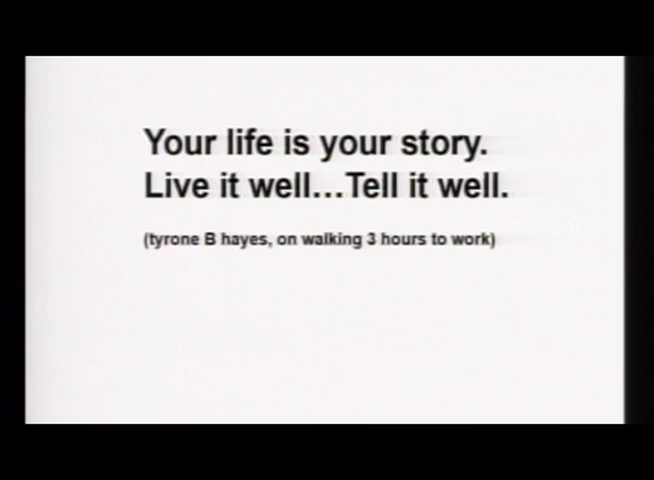 Your life is your story.
Live it well...Tell it well.
(tyrone B hayes, on walking 3 hours to work)